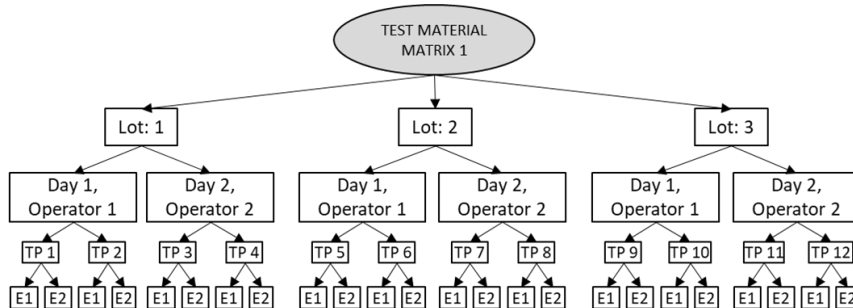 TEST MATERIAL
MATRIX 1
Lot: 1
Lot: 2
Lot: 3
Day 1,
Operator 1
Day 2,
Operator 2
Day 1,
Operator 1
Day 2,
Operator 2
Day 1,
Operator 1
Day 2,
Operator 2
TP 1
TP 2
TP 3
TP 4
TP 5
TP 6
TP 7
TP 8
TP 9
TP 10
TP 11
TP 12
E1
E2
E1
E2
E1
E2
E1
E2
E1
E2
E1
E2
E1
E2
E1
E2
E1
E2
E1
E2
E1
E2
E1
E2